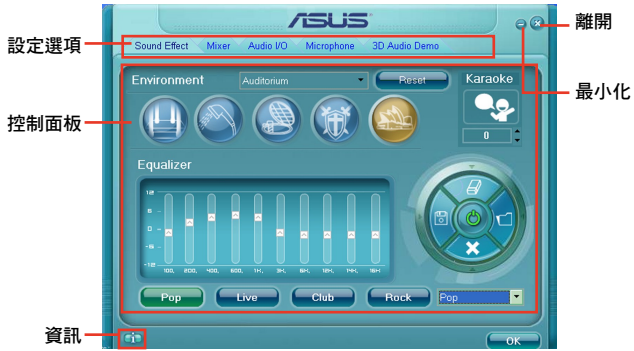 ASUS
離開
設定選項
Sound Effect Mixer Audio I/O Microphone 3D Audio Demo
最小化
Environment Auditorium Reset Karaoke
控制面板
0
Equalizer
Pop Live Club Rock Pop
資訊
OK